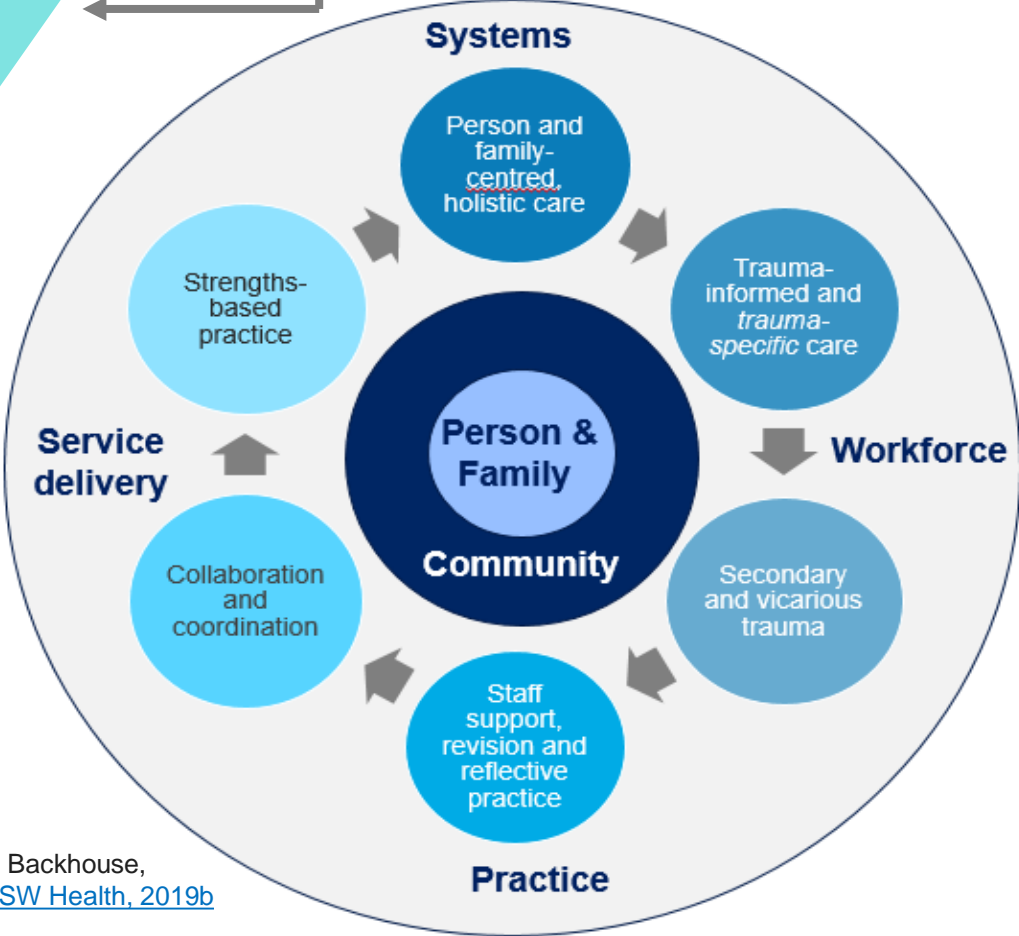 Systems
Person and
family-
centred,
holistic care
Trauma-
informed and
trauma-
specific care
Workforce
Secondary
and vicarious
trauma
Staff
support,
revision and
reflective
practice
Practice
Collaboration
and
coordination
Service
delivery
Strengths-
based
practice
Person &
Family
Community
Backhouse,
SW Health, 2019b